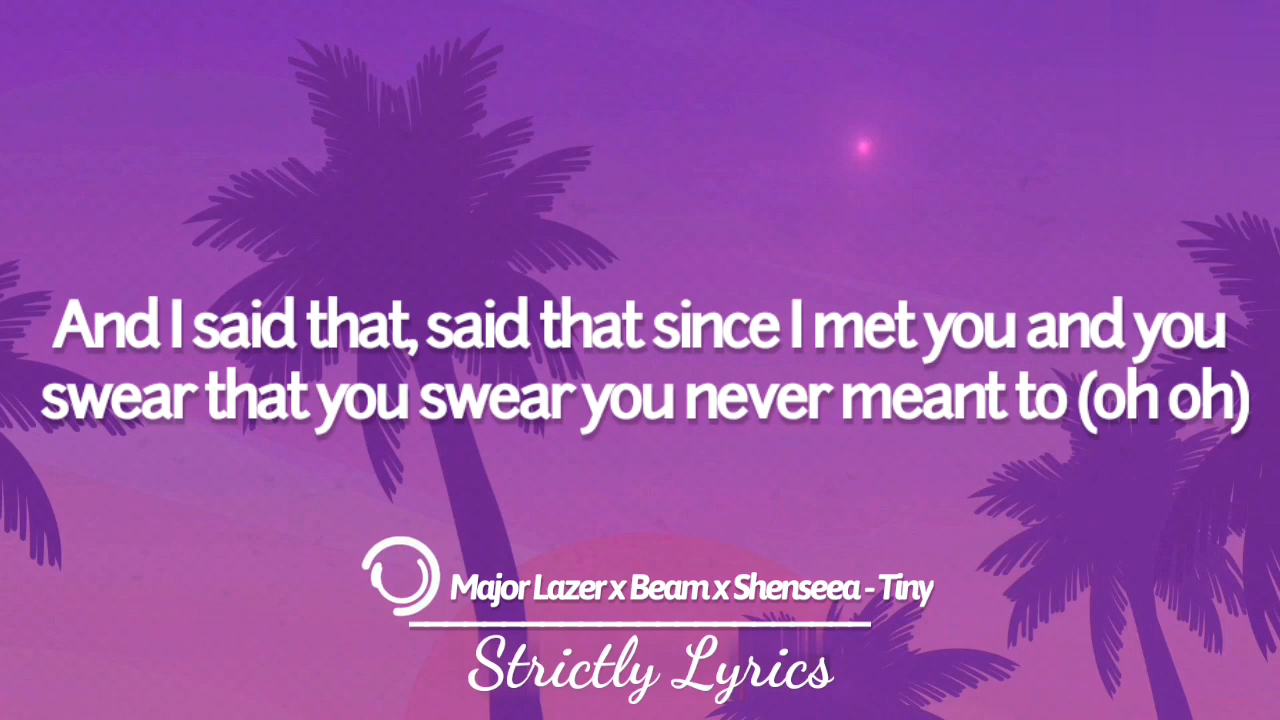 And I said that, said that since I met you and you
swear that you swear you never meant to (oh oh)
Major Lazer x Beam x Shenseea - Tiny
Strictly Lyrics